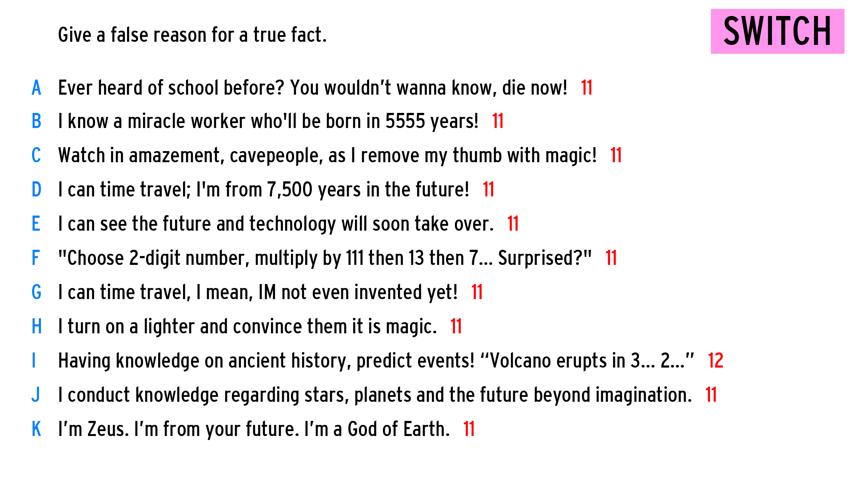 Give a false reason for a true fact.
SWITCH
A Ever heard of school before? You wouldn't wanna know, die now! 11
B I know a miracle worker who'll be born in 5555 years! 11
C Watch in amazement, cavepeople, as I remove my thumb with magic! 11
D I can time travel; I'm from 7,500 years in the future! 11
E I can see the future and technology will soon take over. 11
F "Choose 2-digit number, multiply by 111 then 13 then 7... Surprised?" 11
G I can time travel, I mean, IM not even invented yet! 11
H I turn on a lighter and convince them it is magic. 11
I Having knowledge on ancient history, predict events! “Volcano erupts in 3... 2...” 12
J I conduct knowledge regarding stars, planets and the future beyond imagination. 11
K I'm Zeus. I'm from your future. I'm a God of Earth. 11